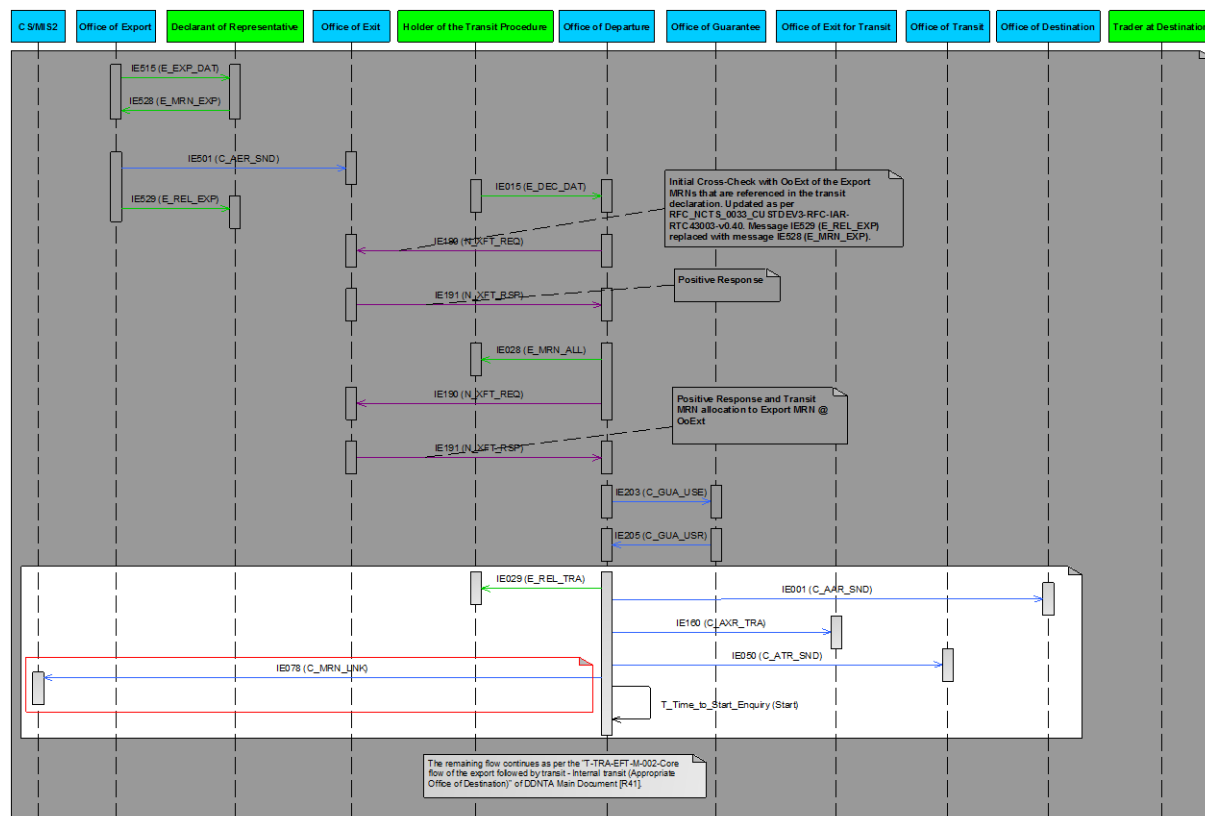 CS/MIS2
Office of Export
Declarant of Representative
Office of Exit
Holder of the Transit Procedure
Office of Departure
Office of Guarantee
Office of Exit for Transit
Office of Transit
Office of Destination
Trader at Destination
IE515 (E_EXP_DAT)
IE528 (E_MRN_EXP)
IE501 (C_AER_SND)
IE529 (E_REL_EXP)
IE015 (E_DEC_DAT)
Initial Cross-Check with OoExt of the Export
MRNs that are referenced in the transit
declaration. Updated as per
RFC_NCTS_0033_CUSTDEV3-RFC-IAR-
RTC43003-v0.40. Message IE529 (E_REL_EXP)
replaced with message IE528 (E_MRN_EXP).
IE190 (N_XFT_REQ)
Positive Response
IE191 (N_XFT_RSP)
IE028 (E_MRN_ALL)
IE190 (N_XFT_REQ)
Positive Response and Transit
MRN allocation to Export MRN @
OoExt
IE191 (N_XFT_RSP)
IE203 (C_GUA_USE)
IE205 (C_GUA_USR)
IE029 (E_REL_TRA)
IE001 (C_AAR_SND)
IE160 (C_AXR_TRA)
IE050 (C_ATR_SND)
IE078 (C_MRN_LINK)
T_Time_to_Start_Enquiry (Start)
The remaining flow continues as per the "T-TRA-EFT-M-002-Core
flow of the export followed by transit - Internal transit (Appropriate
Office of Destination)" of DDNTA Main Document [R41].